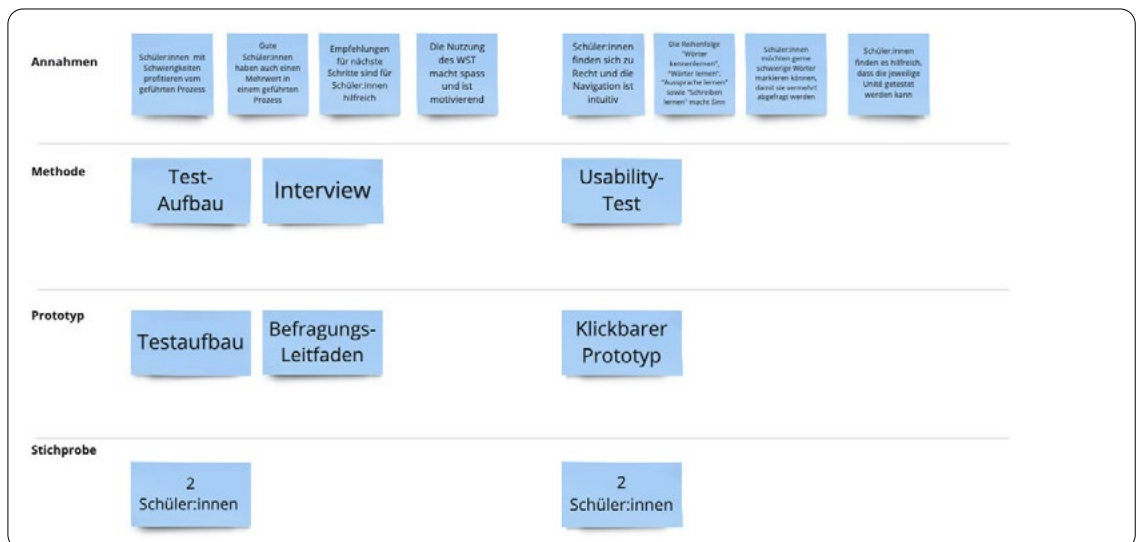 Annahmen
Schüler:innen mit
Schwierigkeiten
profitieren vom
geführten Prozess
Gute
Schüler:innen
haben auch einen
Mehrwert in
einem geführten
Prozess
Empfehlungen
für nächste
Schritte sind für
Schüler:innen
hilfreich
Die Nutzung
des WST
macht spass
und ist
motivierend
Schüler:innen
finden sich zu
Recht und die
Navigation ist
intuitiv
Die Reihenfolge
"Wörter
kennenlernen",
"Wörter lernen",
"Aussprache lernen"
sowie "Schreiben
lernen" macht Sinn
Schüler:innen
möchten gerne
schwierige Wörter
markieren können,
damit sie vermehrt
abgefragt werden
Schüler:innen
finden es hilfreich,
dass die jeweilige
Unité getestet
werden kann
Methode
Test-
Aufbau
Interview
Usability-
Test
Prototyp
Testaufbau
Befragungs-
Leitfaden
Klickbarer
Prototyp
Stichprobe
2
Schüler:innen
2
Schüler:innen